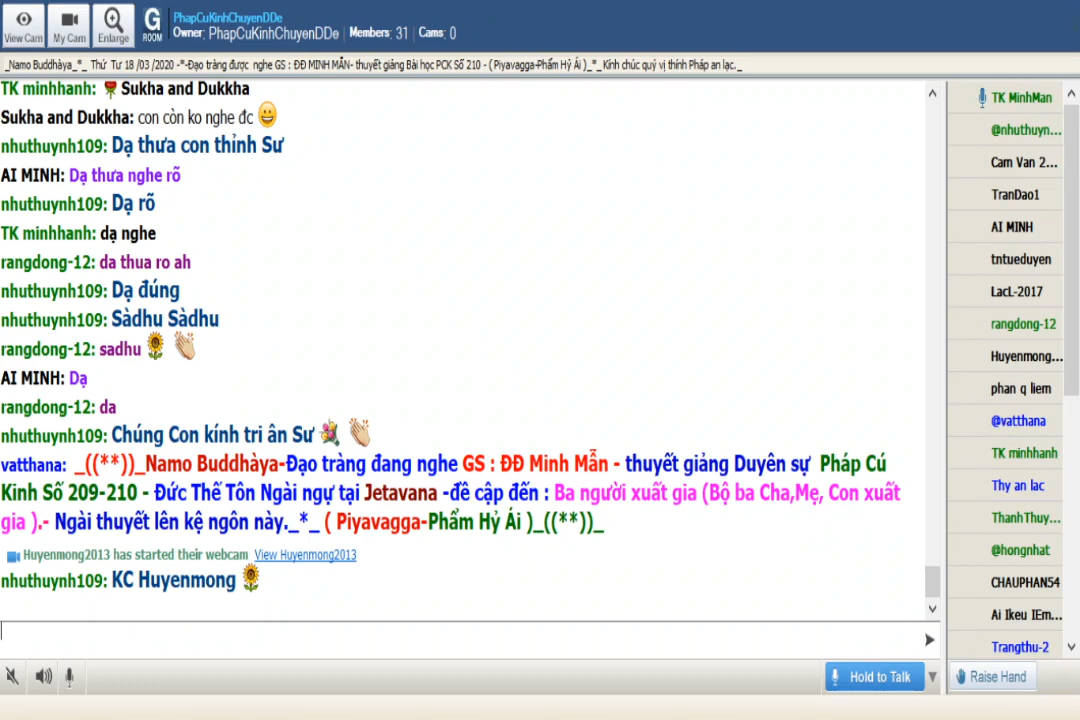 PhapCuKinhChuyenDDe
View Cam
My Cam
Enlarge
G ROOM
Owner: PhapCuKinhChuyenDDe | Members: 31 | Cams: 0
_Namo Buddhàya_*_ Thứ Tư 18 /03 /2020 -*-Đạo tràng được nghe GS : ĐĐ MINH MẪN- thuyết giảng Bài học PCK Số 210 - ( Piyavagga-Phẩm Hỷ Ái )_*_ Kính chúc quý vị thính Pháp an lạc._
TK minhhanh: Sukha and Dukkha
Sukha and Dukkha: con còn ko nghe đc
nhuthuynh109: Dạ thưa con thỉnh Sư
AI MINH: Dạ thưa nghe rõ
nhuthuynh109: Dạ rõ
TK minhhanh: dạ nghe
rangdong-12: da thua ro ah
nhuthuynh109: Dạ đúng
nhuthuynh109: Sàdhu Sàdhu
rangdong-12: sadhu
AI MINH: Dạ
rangdong-12: da
nhuthuynh109: Chúng Con kính tri ân Sư
vatthana: _((**))_Namo Buddhàya-Đạo tràng đang nghe GS : ĐĐ Minh Mẫn - thuyết giảng Duyên sự Pháp Cú
Kinh Số 209-210 - Đức Thế Tôn Ngài ngự tại Jetavana -đề cập đến : Ba người xuất gia (Bộ ba Cha,Mẹ, Con xuất
gia ).- Ngài thuyết lên kệ ngôn này._*_ ( Piyavagga-Phẩm Hỷ Ái )_((**))_
Huyenmong2013 has started their webcam View Huyenmong2013
nhuthuynh109: KC Huyenmong
TK MinhMan
@nhuthuyn...
Cam Van 2...
TranDao1
AI MINH
tntueduyen
LacL-2017
rangdong-12
Huyenmong...
phan q liem
@vatthana
TK minhhanh
Thy an lac
ThanhThuy...
@hongnhat
CHAUPHAN54
Ai Ikeu IEm...
Trangthu-2
Hold to Talk
Raise Hand